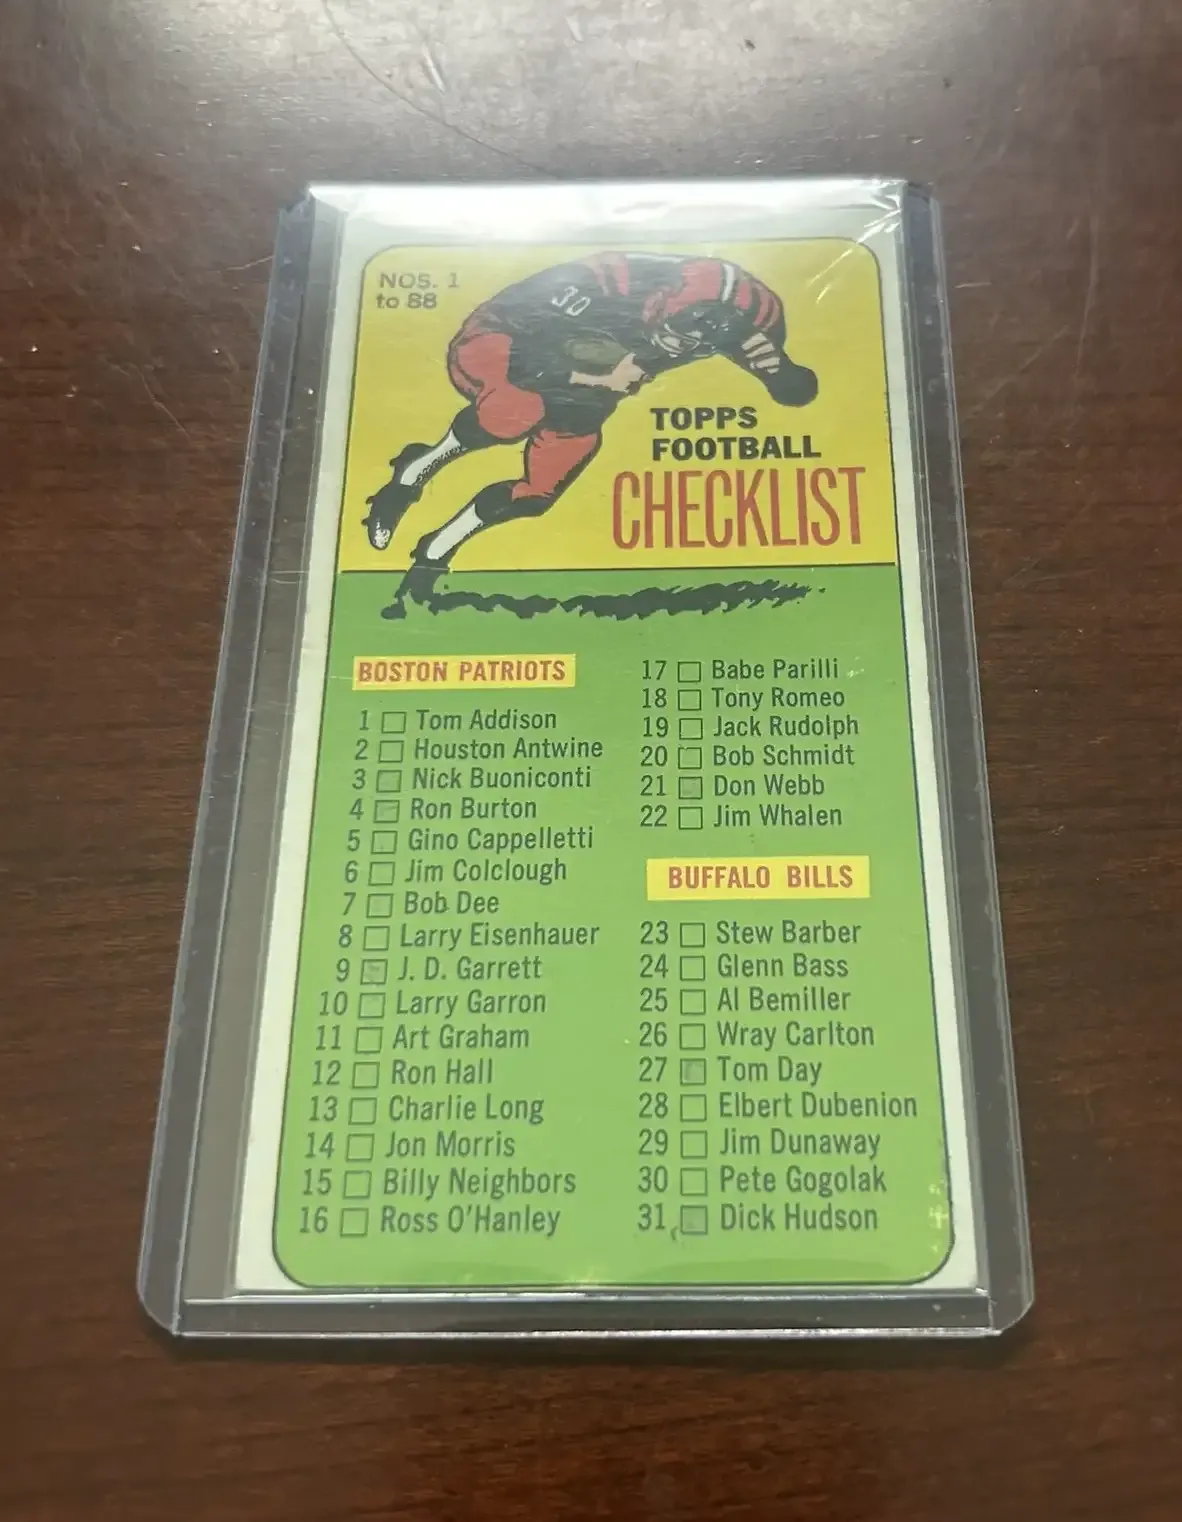 NOS. 1
to 88
30
TOPPS
FOOTBALL
CHECKLIST
BOSTON PATRIOTS
1 Tom Addison
2 Houston Antwine
3 Nick Buoniconti
4 Ron Burton
5 Gino Cappelletti
6 Jim Colclough
7 Bob Dee
8 Larry Eisenhauer
9 J. D. Garrett
10 Larry Garron
11 Art Graham
12 Ron Hall
13 Charlie Long
14 Jon Morris
15 Billy Neighbors
16 Ross O'Hanley
17 Babe Parilli
18 Tony Romeo
19 Jack Rudolph
20 Bob Schmidt
21 Don Webb
22 Jim Whalen
BUFFALO BILLS
23 Stew Barber
24 Glenn Bass
25 Al Bemiller
26 Wray Carlton
27 Tom Day
28 Elbert Dubenion
29 Jim Dunaway
30 Pete Gogolak
31 Dick Hudson